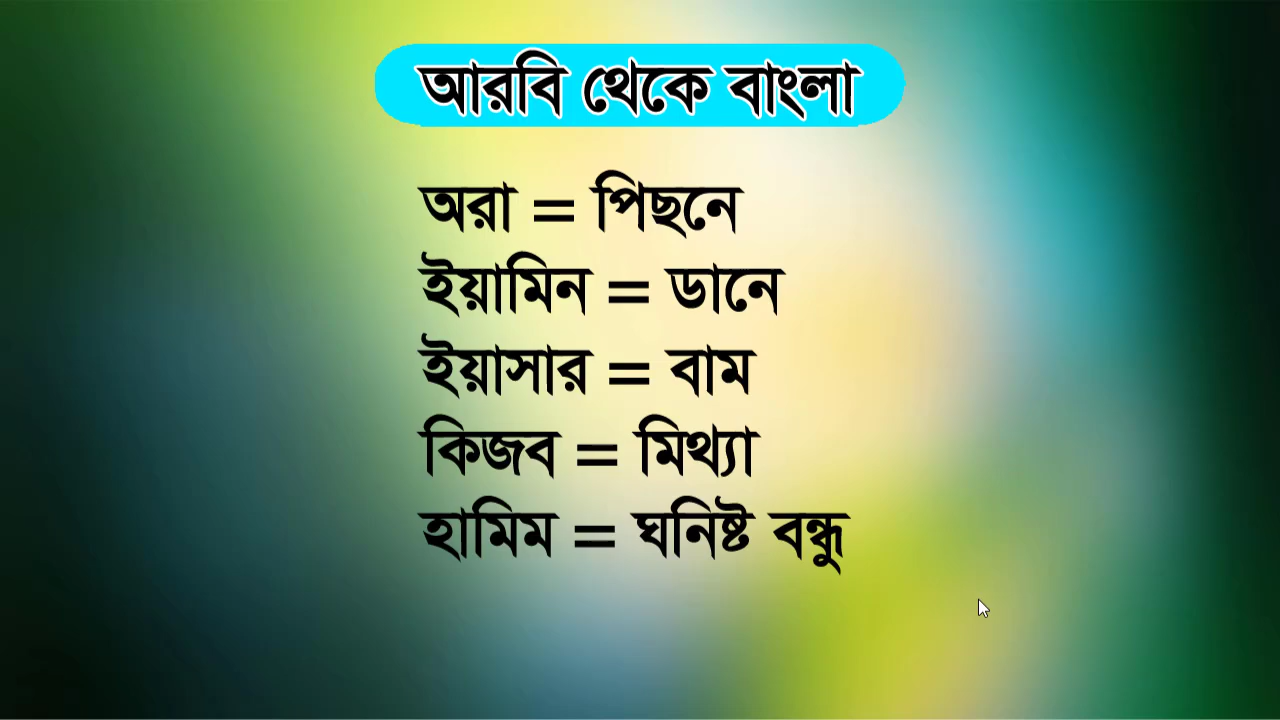 আরবি থেকে বাংলা
অরা = পিছনে
ইয়ামিন = ডানে
ইয়াসার = বাম
কিজব = মিথ্যা
হামিম = ঘনিষ্ট বন্ধু